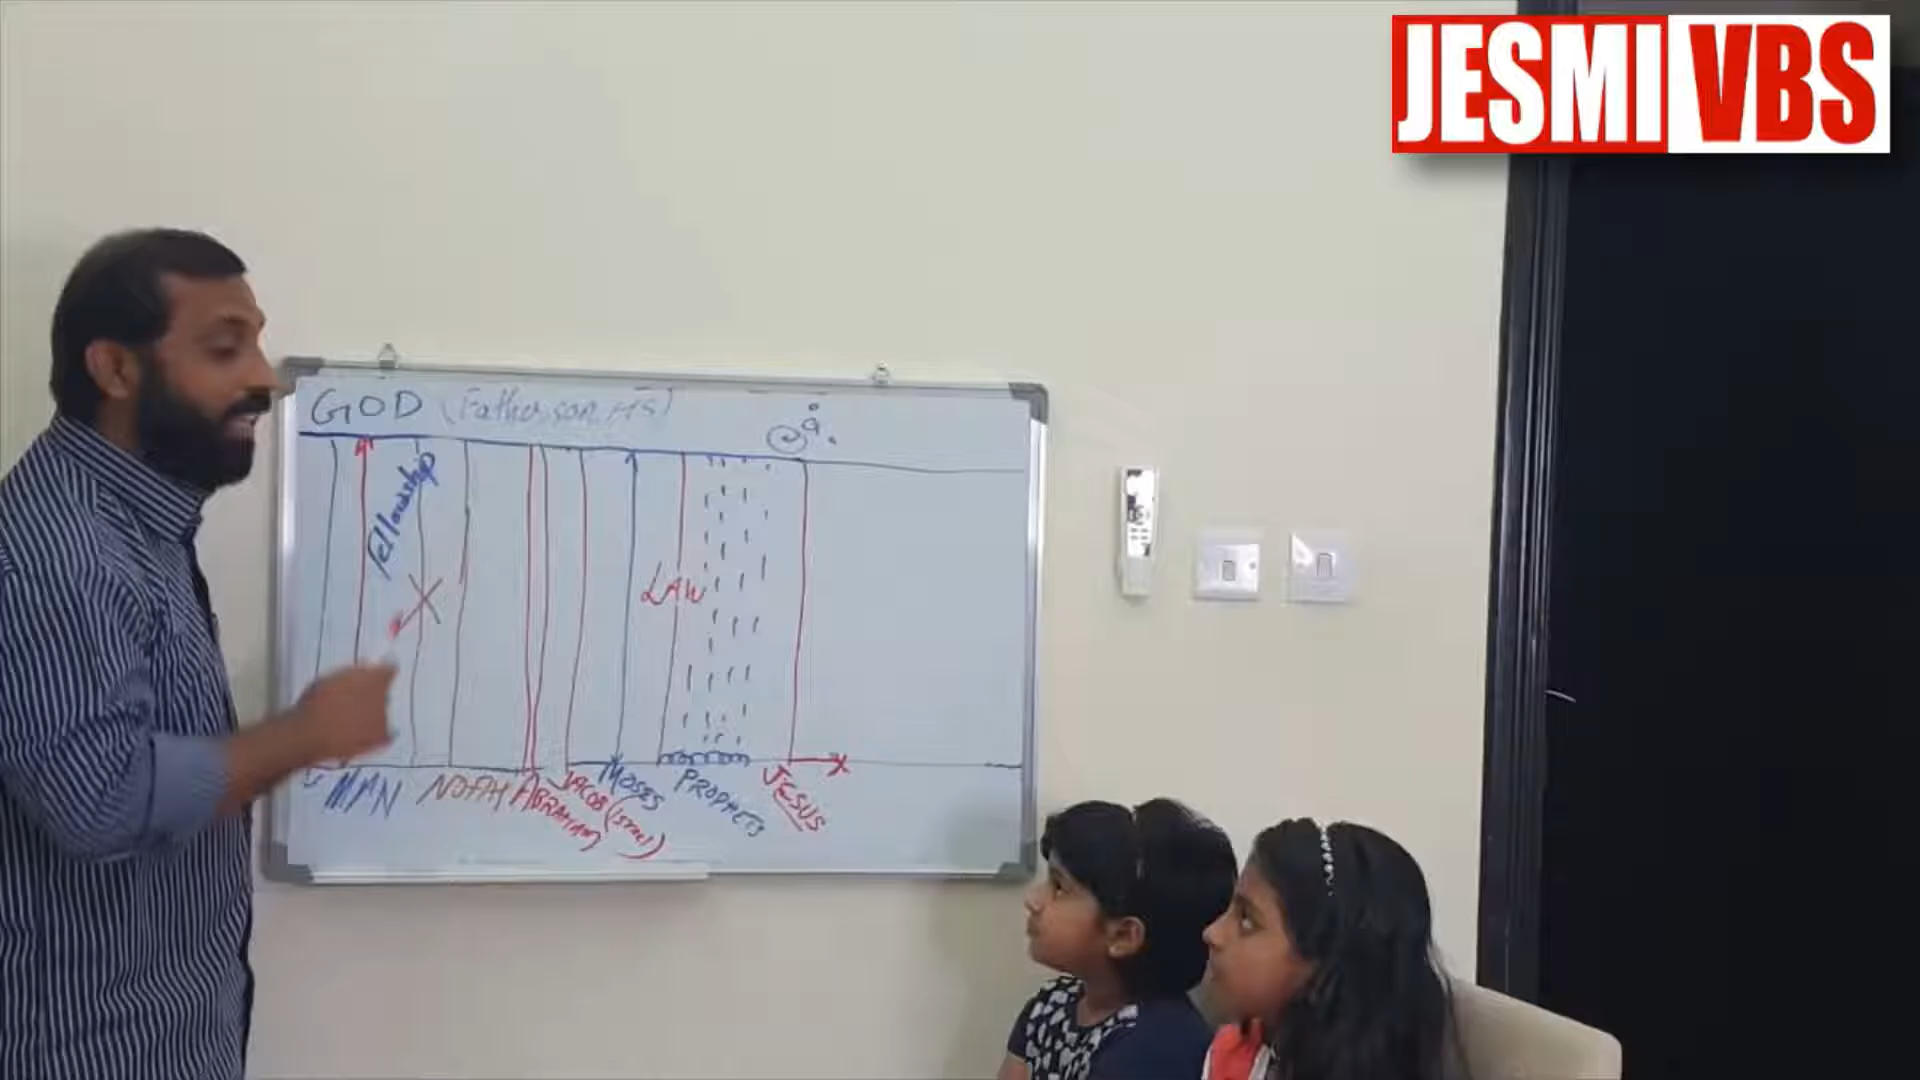 JESMI VBS
GOD (Father, son, HS)
Fellowship
LAW
MAN NOAH ABRAHAM JACOB (Israel) MOSES PROPHETS JESUS